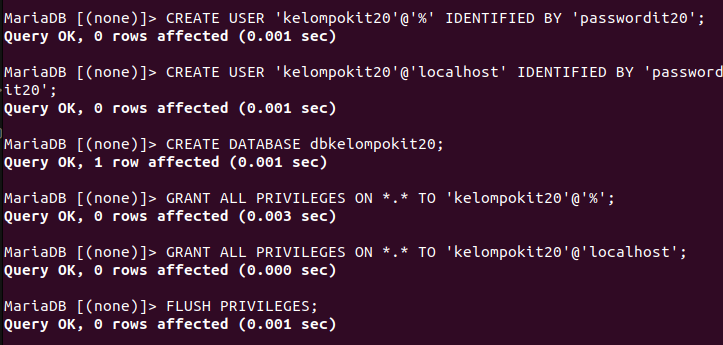 MariaDB [(none)]> CREATE USER 'kelompokit20'@'%' IDENTIFIED BY 'passwordit20';
Query OK, 0 rows affected (0.001 sec)
MariaDB [(none)]> CREATE USER 'kelompokit20'@'localhost' IDENTIFIED BY 'password
it20';
Query OK, 0 rows affected (0.001 sec)
MariaDB [(none)]> CREATE DATABASE dbkelompokit20;
Query OK, 1 row affected (0.001 sec)
MariaDB [(none)]> GRANT ALL PRIVILEGES ON *.* TO 'kelompokit20'@'%';
Query OK, 0 rows affected (0.003 sec)
MariaDB [(none)]> GRANT ALL PRIVILEGES ON *.* TO 'kelompokit20'@'localhost';
Query OK, 0 rows affected (0.000 sec)
MariaDB [(none)]> FLUSH PRIVILEGES;
Query OK, 0 rows affected (0.001 sec)